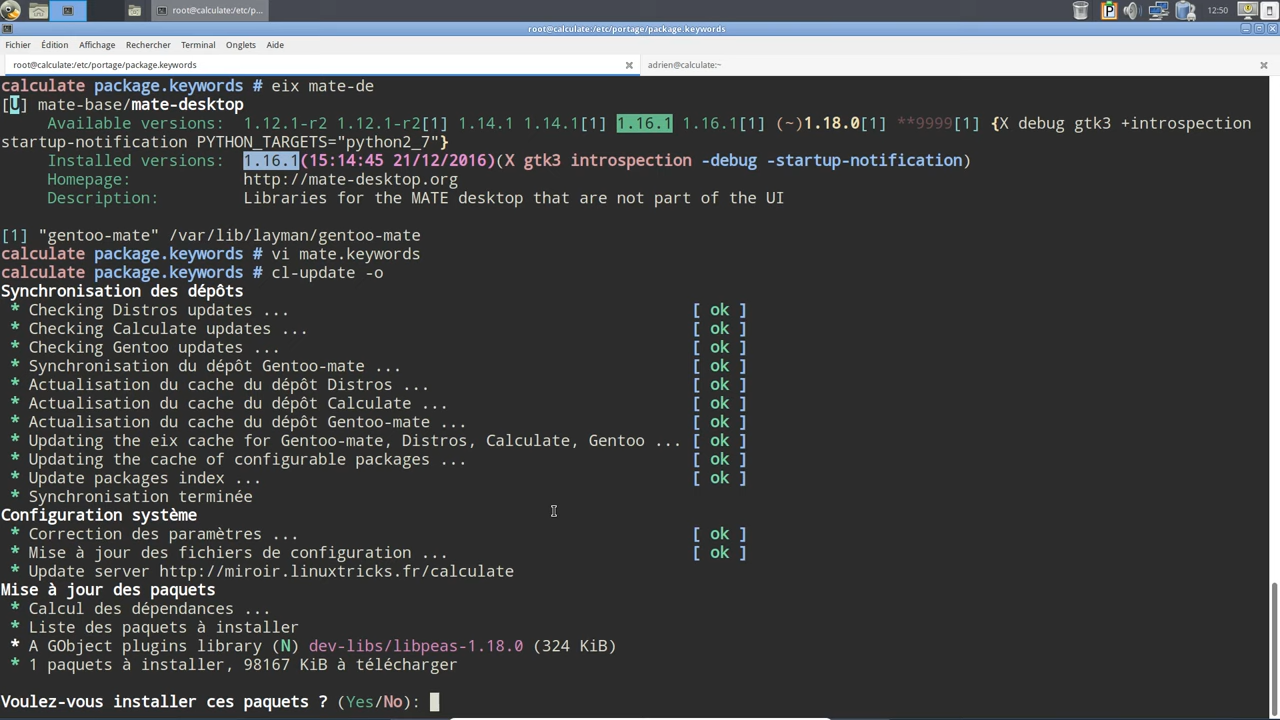 root@calculate:/etc/p...
12:50
root@calculate:/etc/portage/package.keywords
Fichier Édition Affichage Rechercher Terminal Onglets Aide
root@calculate:/etc/portage/package.keywords
adrien@calculate:~
calculate package.keywords # eix mate-de
[U] mate-base/mate-desktop
Available versions: 1.12.1-r2 1.12.1-r2[1] 1.14.1 1.14.1[1] 1.16.1 1.16.1[1] (~)1.18.0[1] **9999[1] {X debug gtk3 +introspection
startup-notification PYTHON_TARGETS="python2_7"}
Installed versions: 1.16.1(15:14:45 21/12/2016)(X gtk3 introspection -debug -startup-notification)
Homepage: http://mate-desktop.org
Description: Libraries for the MATE desktop that are not part of the UI
[1] "gentoo-mate" /var/lib/layman/gentoo-mate
calculate package.keywords # vi mate.keywords
calculate package.keywords # cl-update -o
Synchronisation des dépôts
* Checking Distros updates ... [ ok ]
* Checking Calculate updates ... [ ok ]
* Checking Gentoo updates ... [ ok ]
* Synchronisation du dépôt Gentoo-mate ... [ ok ]
* Actualisation du cache du dépôt Distros ... [ ok ]
* Actualisation du cache du dépôt Calculate ... [ ok ]
* Actualisation du cache du dépôt Gentoo-mate ... [ ok ]
* Updating the eix cache for Gentoo-mate, Distros, Calculate, Gentoo ... [ ok ]
* Updating the cache of configurable packages ... [ ok ]
* Update packages index ... [ ok ]
* Synchronisation terminée
Configuration système
* Correction des paramètres ... [ ok ]
* Mise à jour des fichiers de configuration ... [ ok ]
* Update server http://miroir.linuxtricks.fr/calculate
Mise à jour des paquets
* Calcul des dépendances ...
* Liste des paquets à installer
* A GObject plugins library (N) dev-libs/libpeas-1.18.0 (324 KiB)
* 1 paquets à installer, 98167 KiB à télécharger
Voulez-vous installer ces paquets ? (Yes/No):